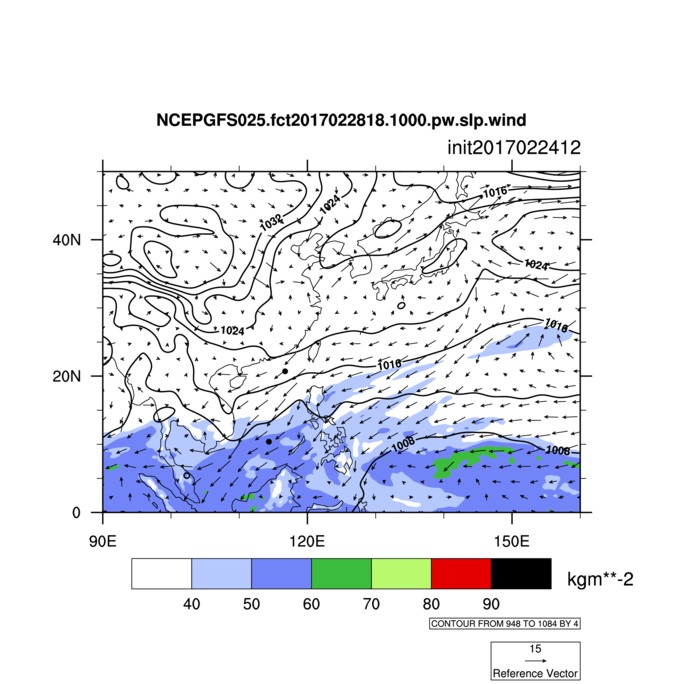 NCEPGFS025.fct2017022818.1000.pw.slp.wind
init2017022412
1016
1032
1024
40N
1024
1016
1024
1016
20N
1008
1008
0
90E 120E 150E
40 50 60 70 80 90
kgm**-2
CONTOUR FROM 948 TO 1084 BY 4
15
Reference Vector